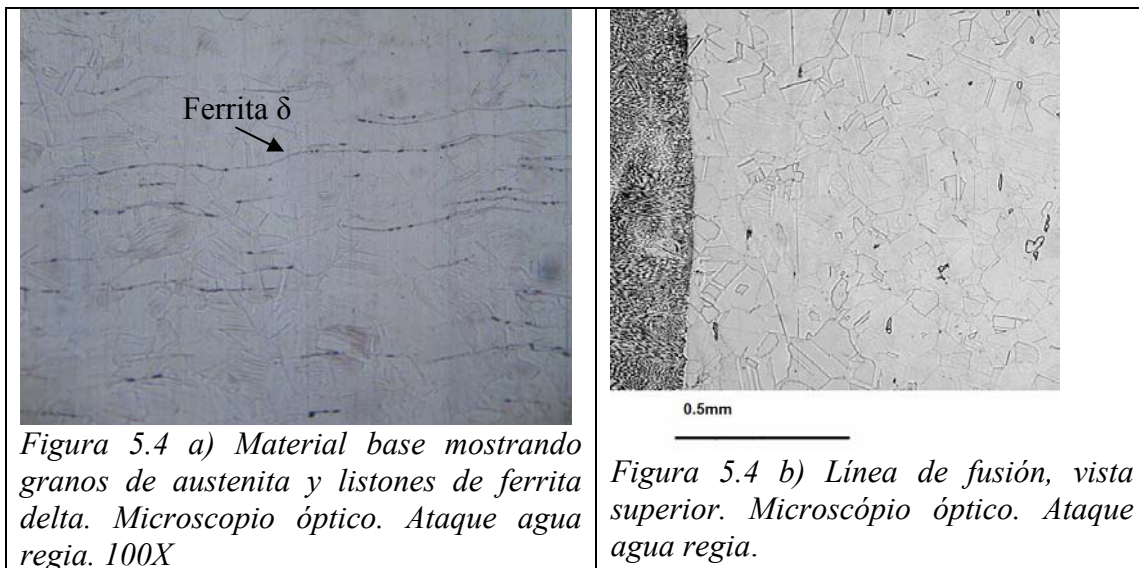 Ferrita δ
Figura 5.4 a) Material base mostrando
granos de austenita y listones de ferrita
delta. Microscopio óptico. Ataque agua
regia. 100X
0.5mm
Figura 5.4 b) Línea de fusión, vista
superior. Microscópio óptico. Ataque
agua regia.